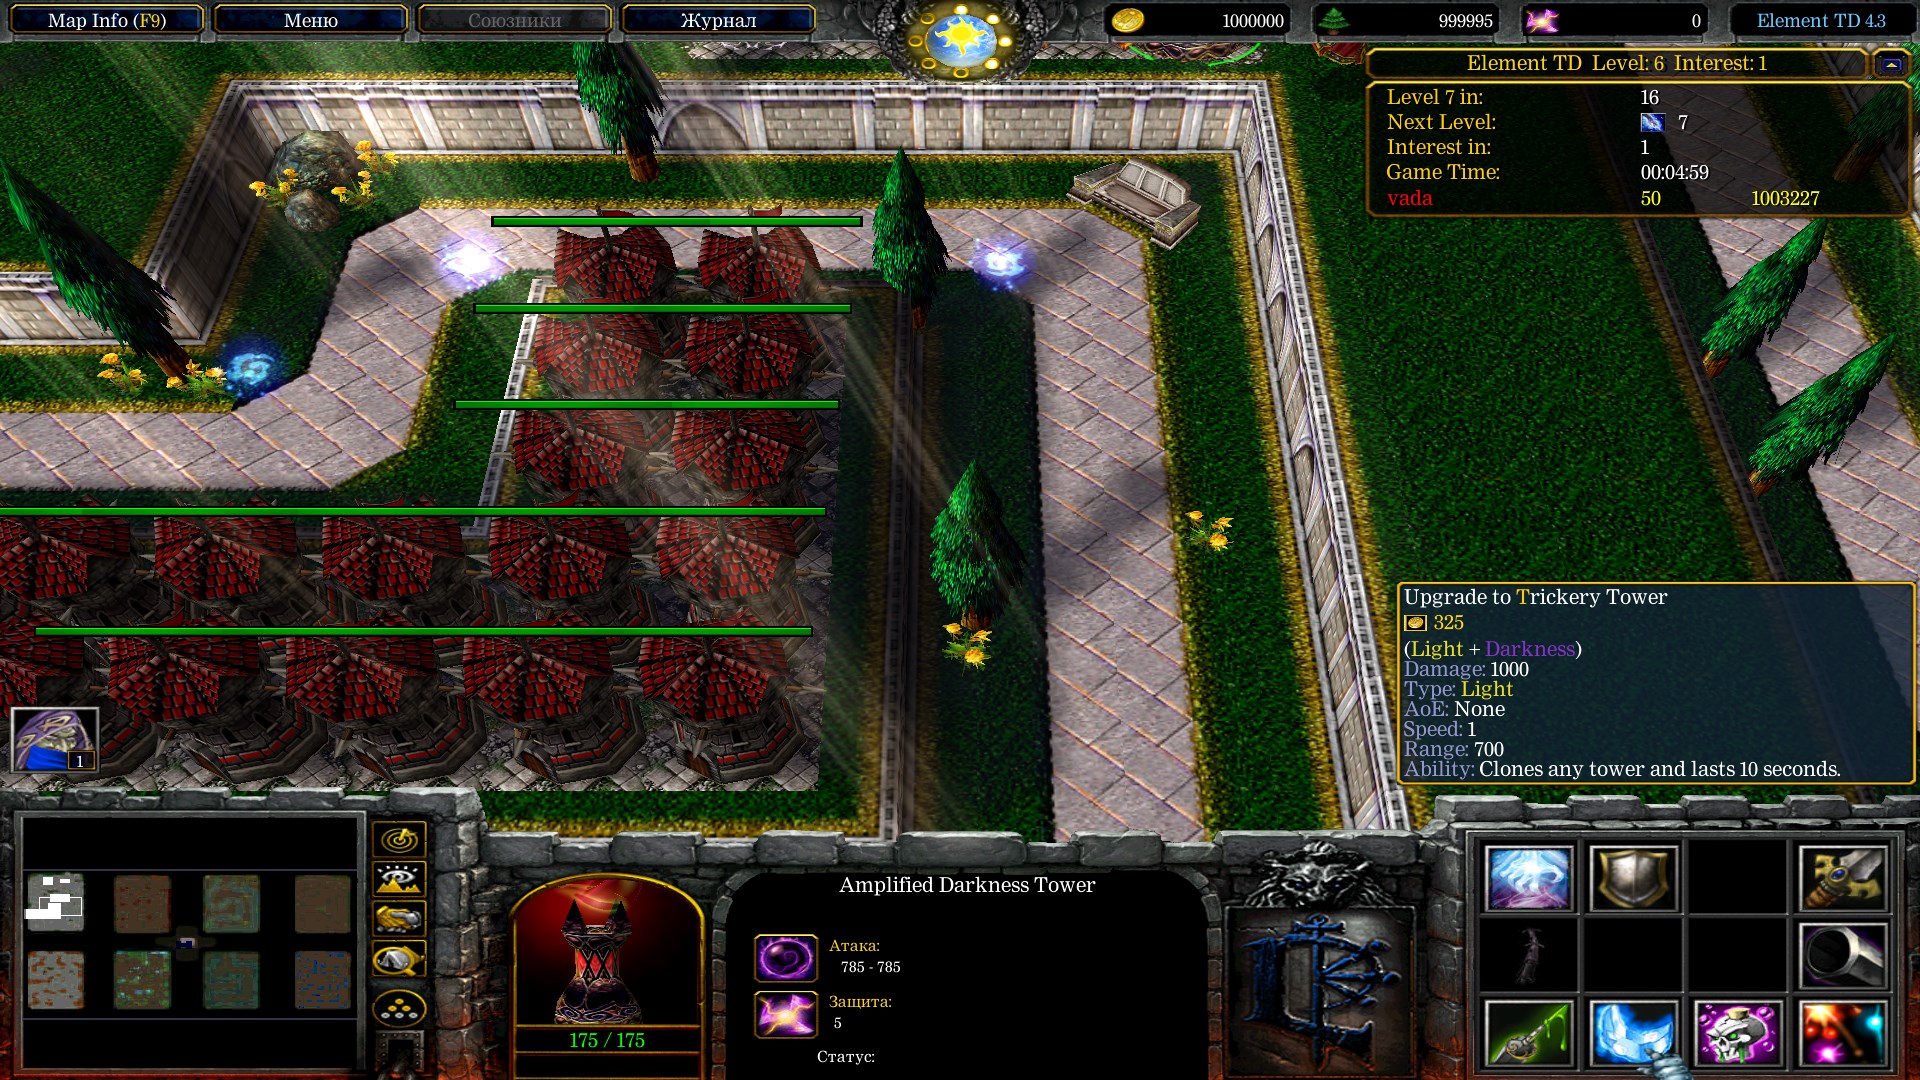 Map Info (F9)
Меню
Союзники
Журнал
1000000
999995
0
Element TD 4.3
Element TD Level: 6 Interest: 1
Level 7 in: 16
Next Level: 7
Interest in: 1
Game Time: 00:04:59
vada 50 1003227
Upgrade to Trickery Tower
325
(Light + Darkness)
Damage: 1000
Type: Light
AoE: None
Speed: 1
Range: 700
Ability: Clones any tower and lasts 10 seconds.
1
175 / 175
Amplified Darkness Tower
Атака:
785 - 785
Защита:
5
Статус: